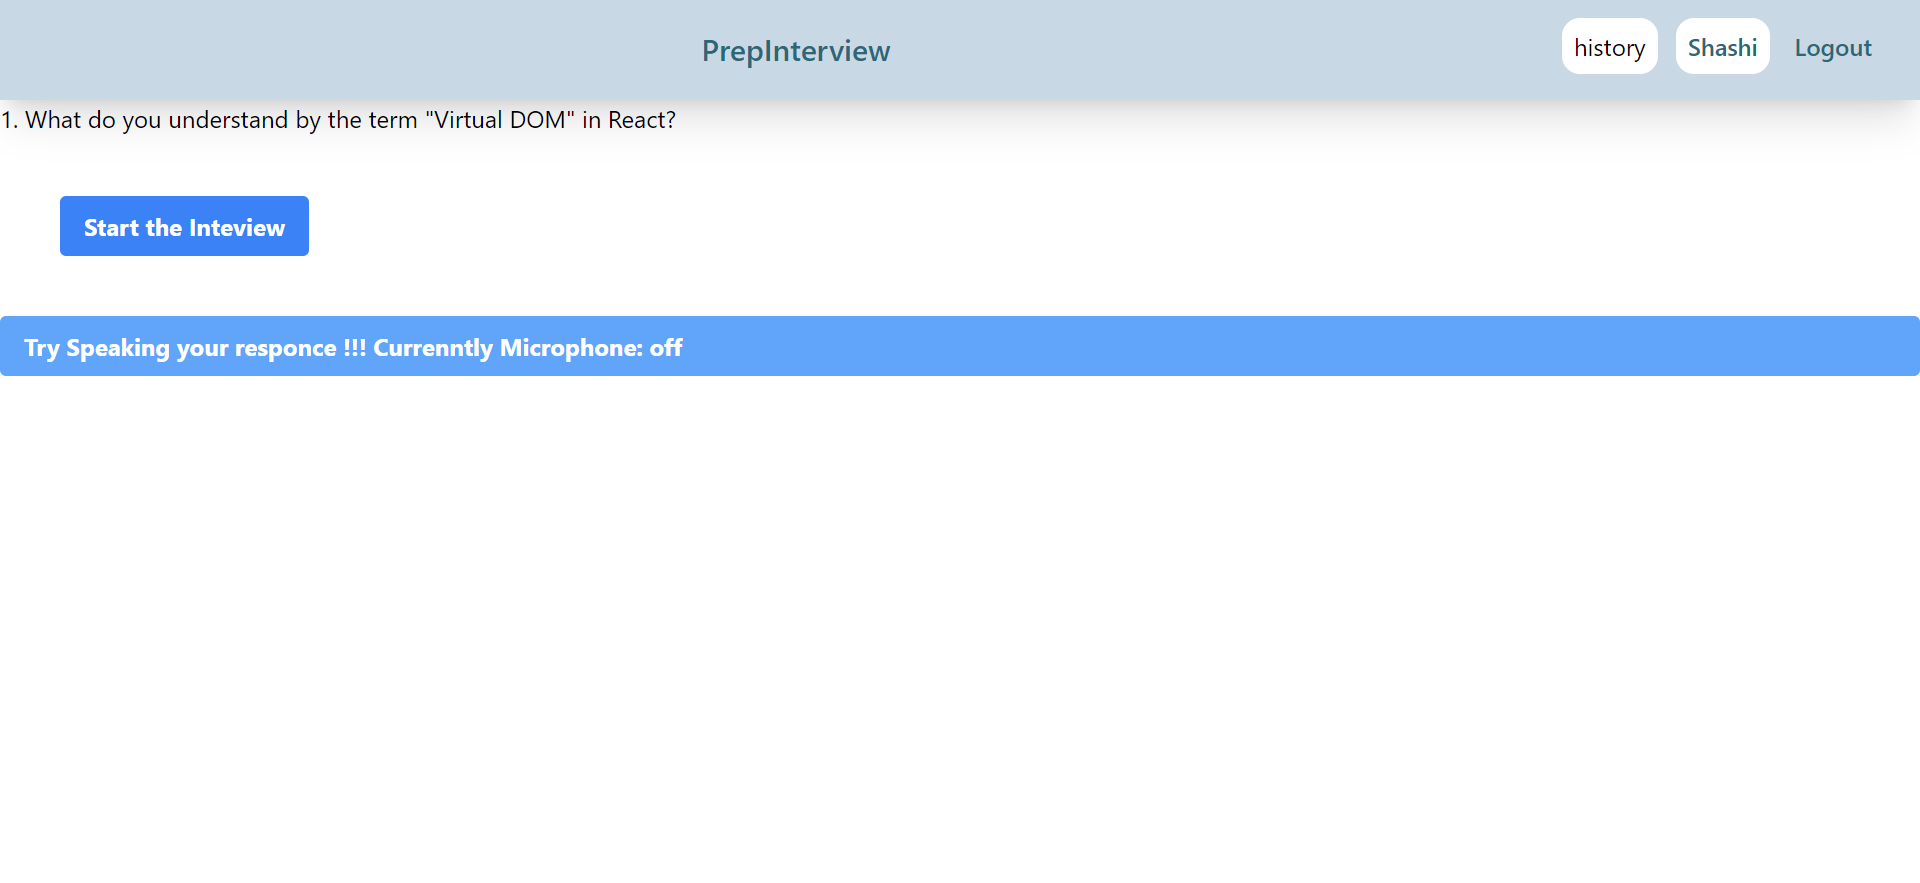 PrepInterview
history
Shashi
Logout
1. What do you understand by the term "Virtual DOM" in React?
Start the Inteview
Try Speaking your responce !!! Currenntly Microphone: off